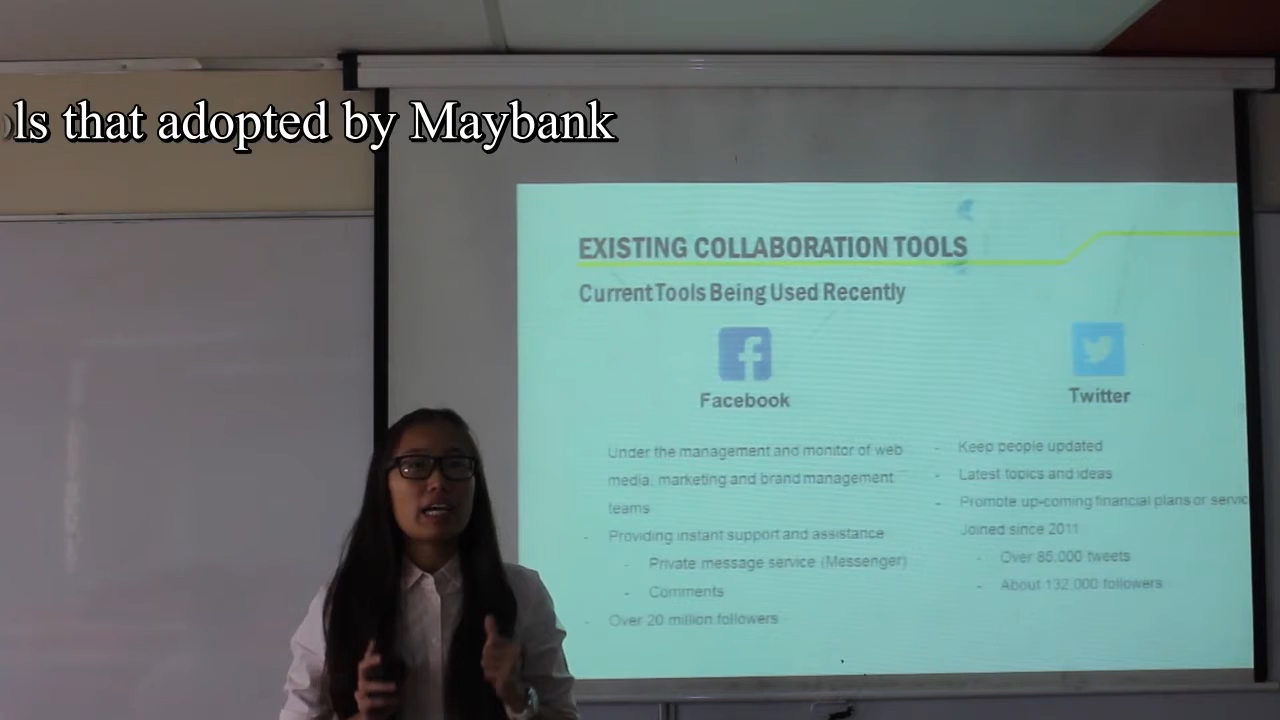 ls that adopted by Maybank
EXISTING COLLABORATION TOOLS
Current Tools Being Used Recently
Facebook
Under the management and monitor of web
media, marketing and brand management
teams
- Providing instant support and assistance
- Private message service (Messenger)
- Comments
- Over 20 million followers
Twitter
- Keep people updated
- Latest topics and ideas
- Promote up-coming financial plans or servic
Joined since 2011
- Over 85,000 tweets
- About 132,000 followers